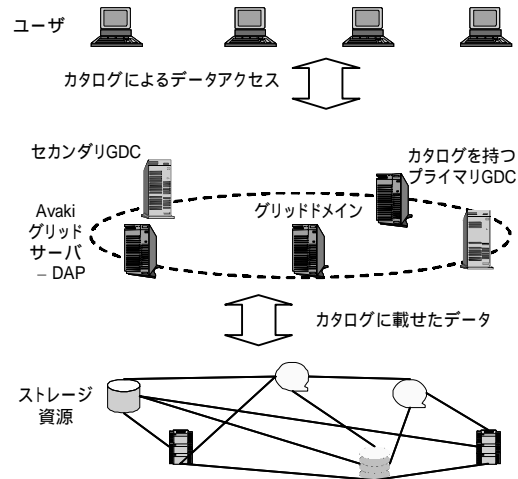 ユーザ
カタログによるデータアクセス
セカンダリGDC
カタログを持つ
プライマリGDC
Avaki
グリッド
サーバ
– DAP
グリッドドメイン
カタログに載せたデータ
ストレージ
資源